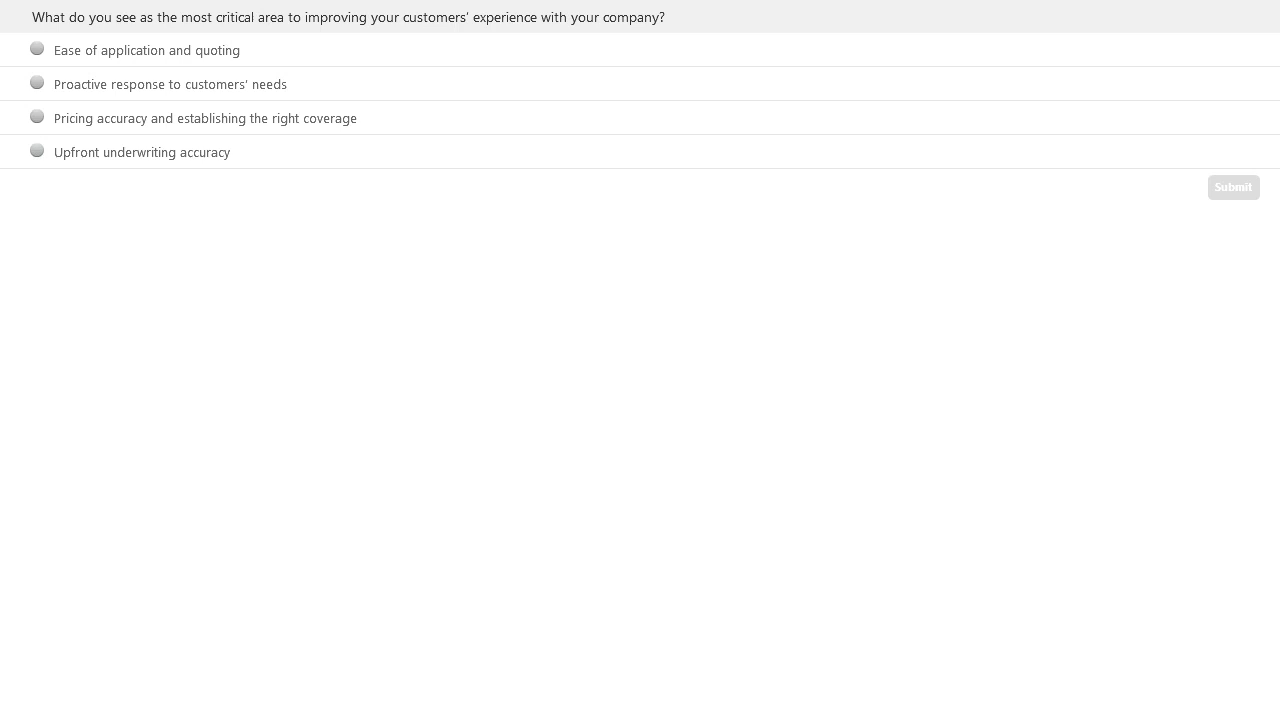 What do you see as the most critical area to improving your customers’ experience with your company?
Ease of application and quoting
Proactive response to customers’ needs
Pricing accuracy and establishing the right coverage
Upfront underwriting accuracy
Submit